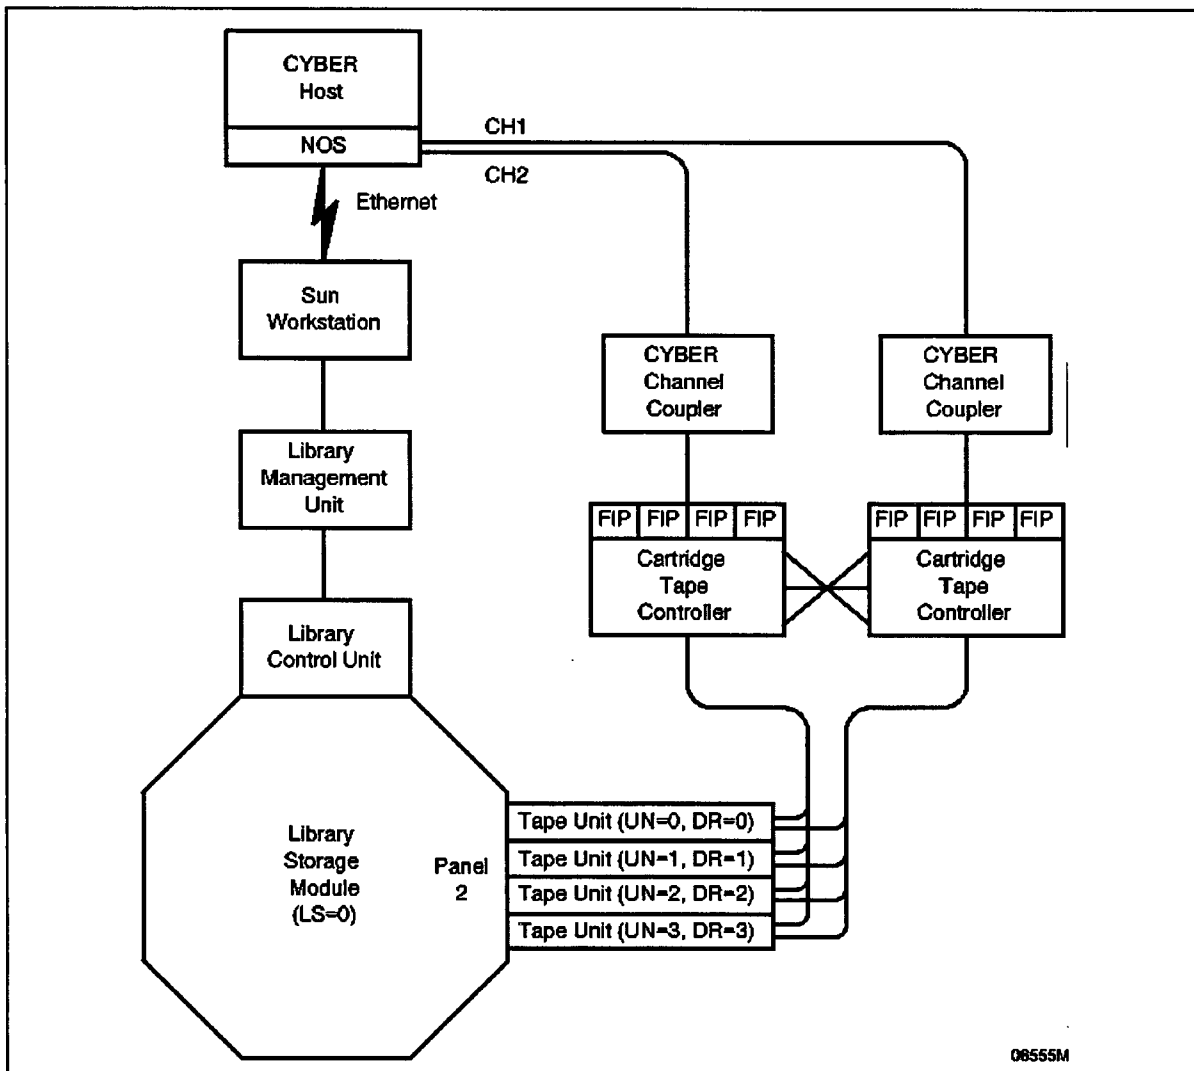 CYBER
Host
NOS
CH1
CH2
Ethernet
Sun
Workstation
CYBER
Channel
Coupler
CYBER
Channel
Coupler
Library
Management
Unit
FIP FIP FIP FIP
Cartridge
Tape
Controller
FIP FIP FIP FIP
Cartridge
Tape
Controller
Library
Control Unit
Library
Storage
Module
(LS=0)
Panel
2
Tape Unit (UN=0, DR=0)
Tape Unit (UN=1, DR=1)
Tape Unit (UN=2, DR=2)
Tape Unit (UN=3, DR=3)
08555M